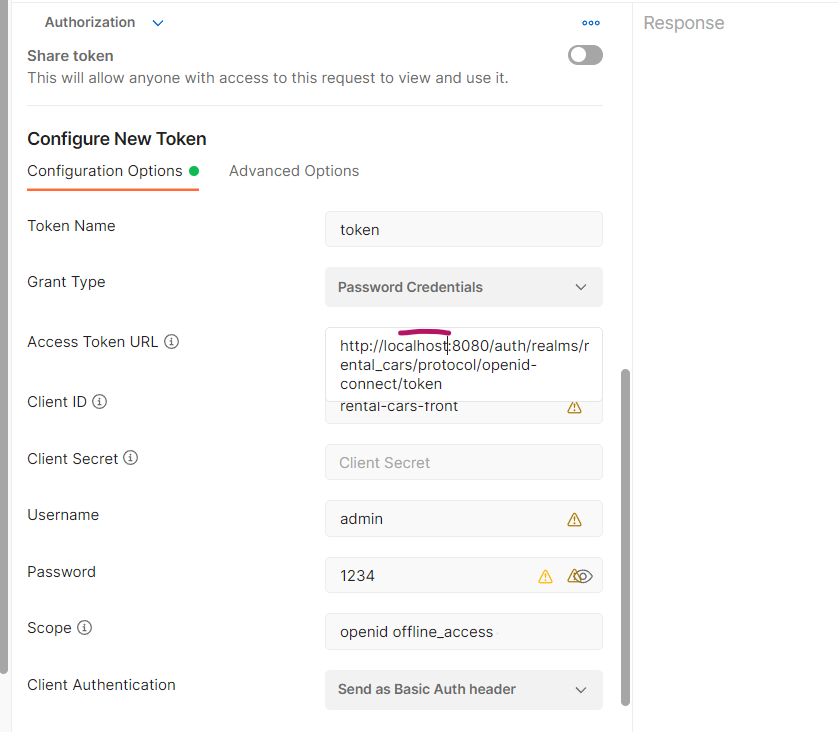 Authorization
Response
Share token
This will allow anyone with access to this request to view and use it.
Configure New Token
Configuration Options
Advanced Options
Token Name
token
Grant Type
Password Credentials
Access Token URL
http://localhost:8080/auth/realms/r
ental_cars/protocol/openid-
connect/token
Client ID
rental-cars-front
Client Secret
Client Secret
Username
admin
Password
1234
Scope
openid offline_access
Client Authentication
Send as Basic Auth header